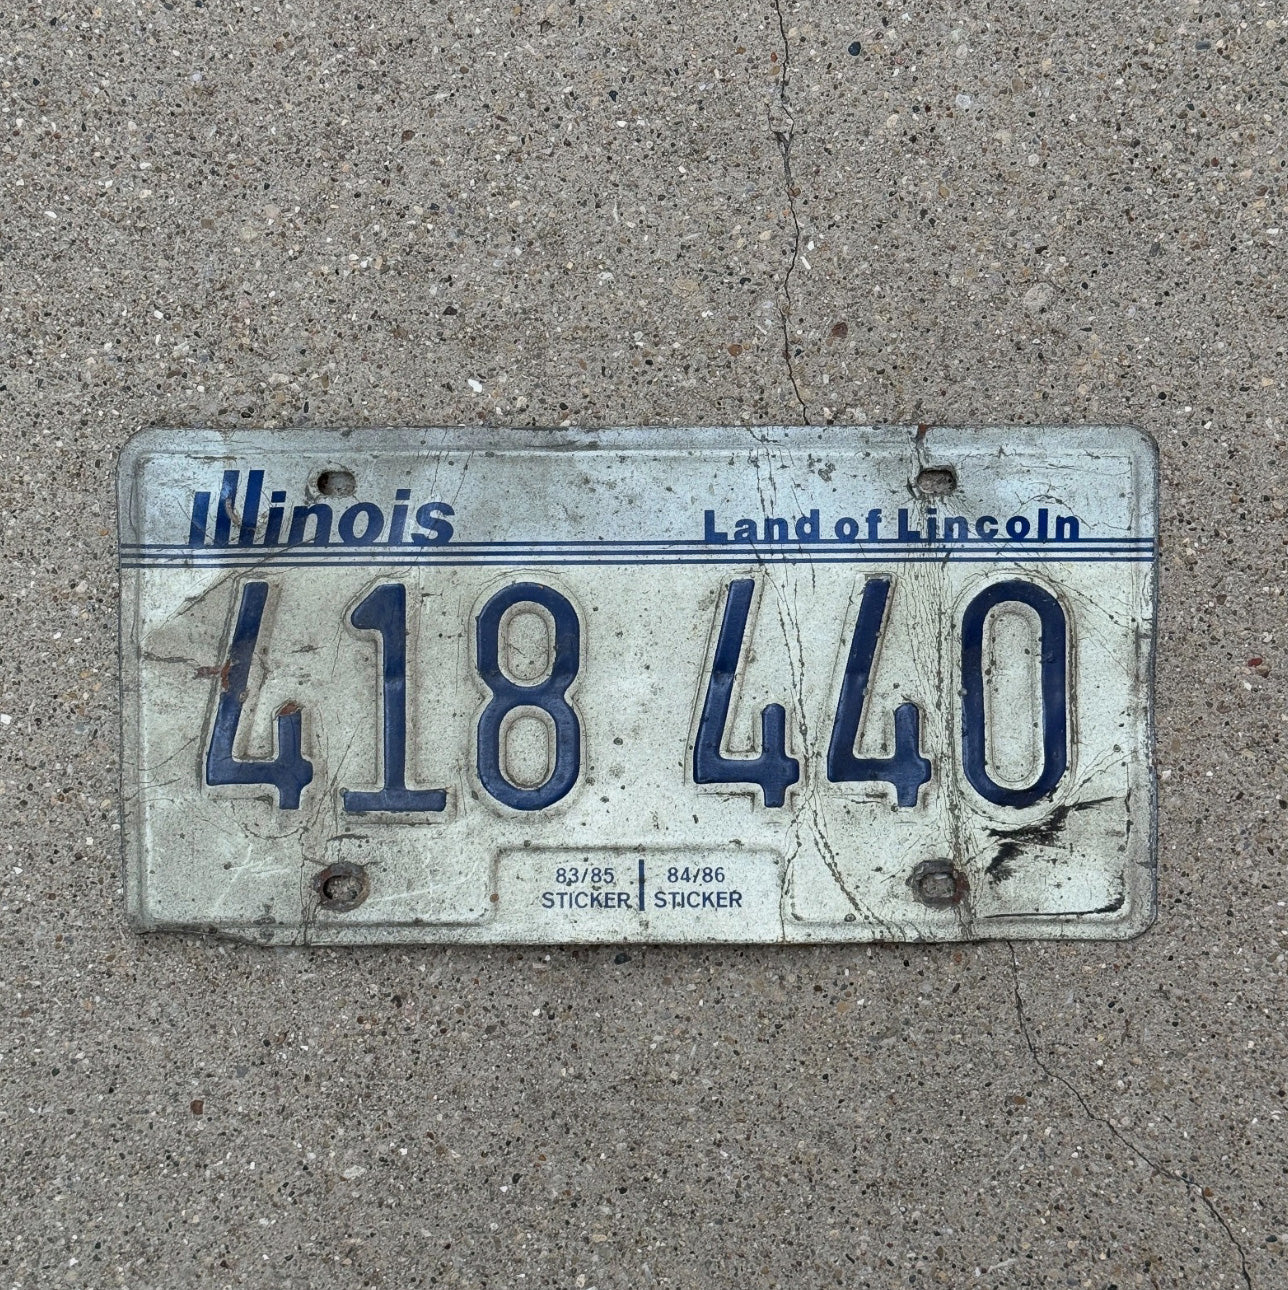 Illinois Land of Lincoln
418 440
83/85 84/86
STICKER STICKER